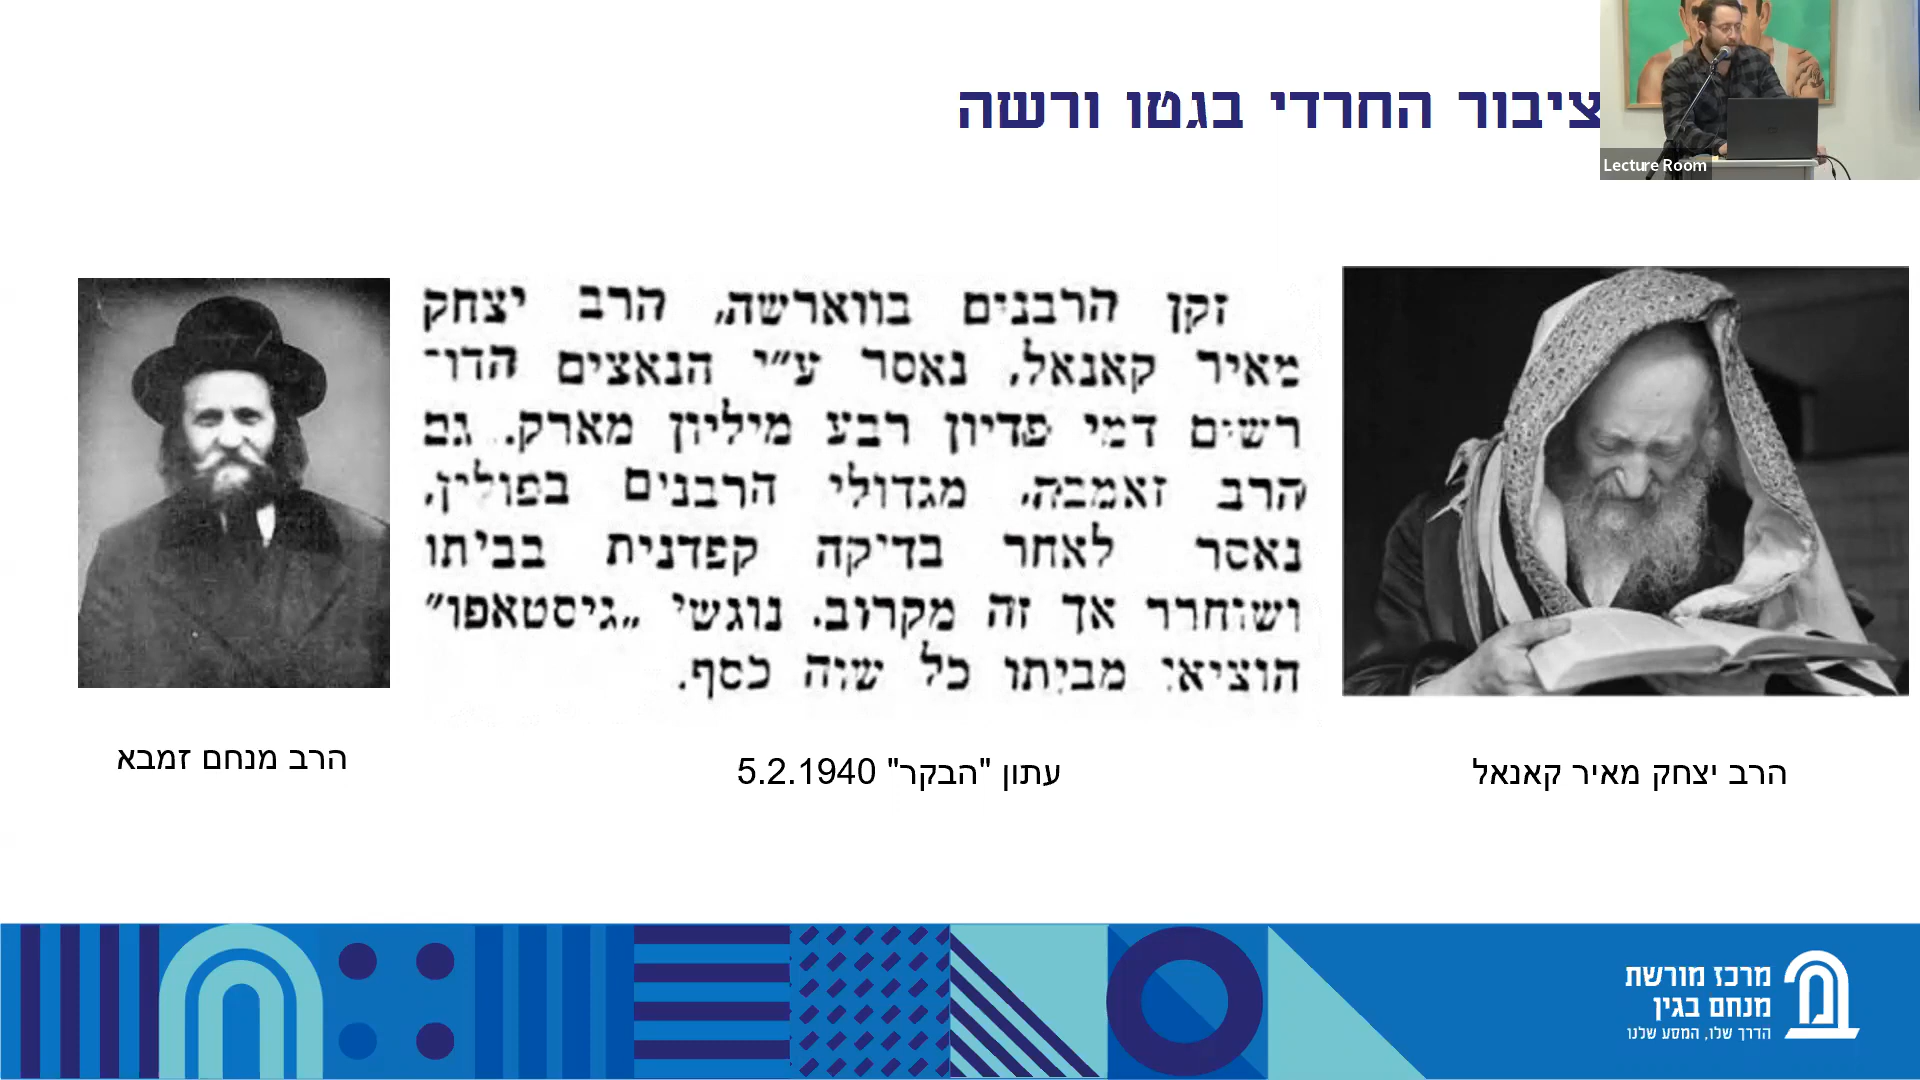 ציבור החרדי בגטו ורשה
Lecture Room
זקן הרבנים בווארשה, הרב יצחק
מאיר קאנאל, נאסר ע״י הנאצים הדו־
רשים דמי פדיון רבע מיליון מארק. גם
הרב זאמבה, מגדולי הרבנים בפולין,
נאסר לאחר בדיקה קפדנית בביתו
ושוחרר אך זה מקרוב. נוגשי „גיסטאפו״
הוציאו מביתו כל שוה כסף.
הרב יצחק מאיר קאנאל
עתון "הבקר" 5.2.1940
הרב מנחם זמבא
מרכז מורשת
מנחם בגין
הדרך שלו, המסע שלנו